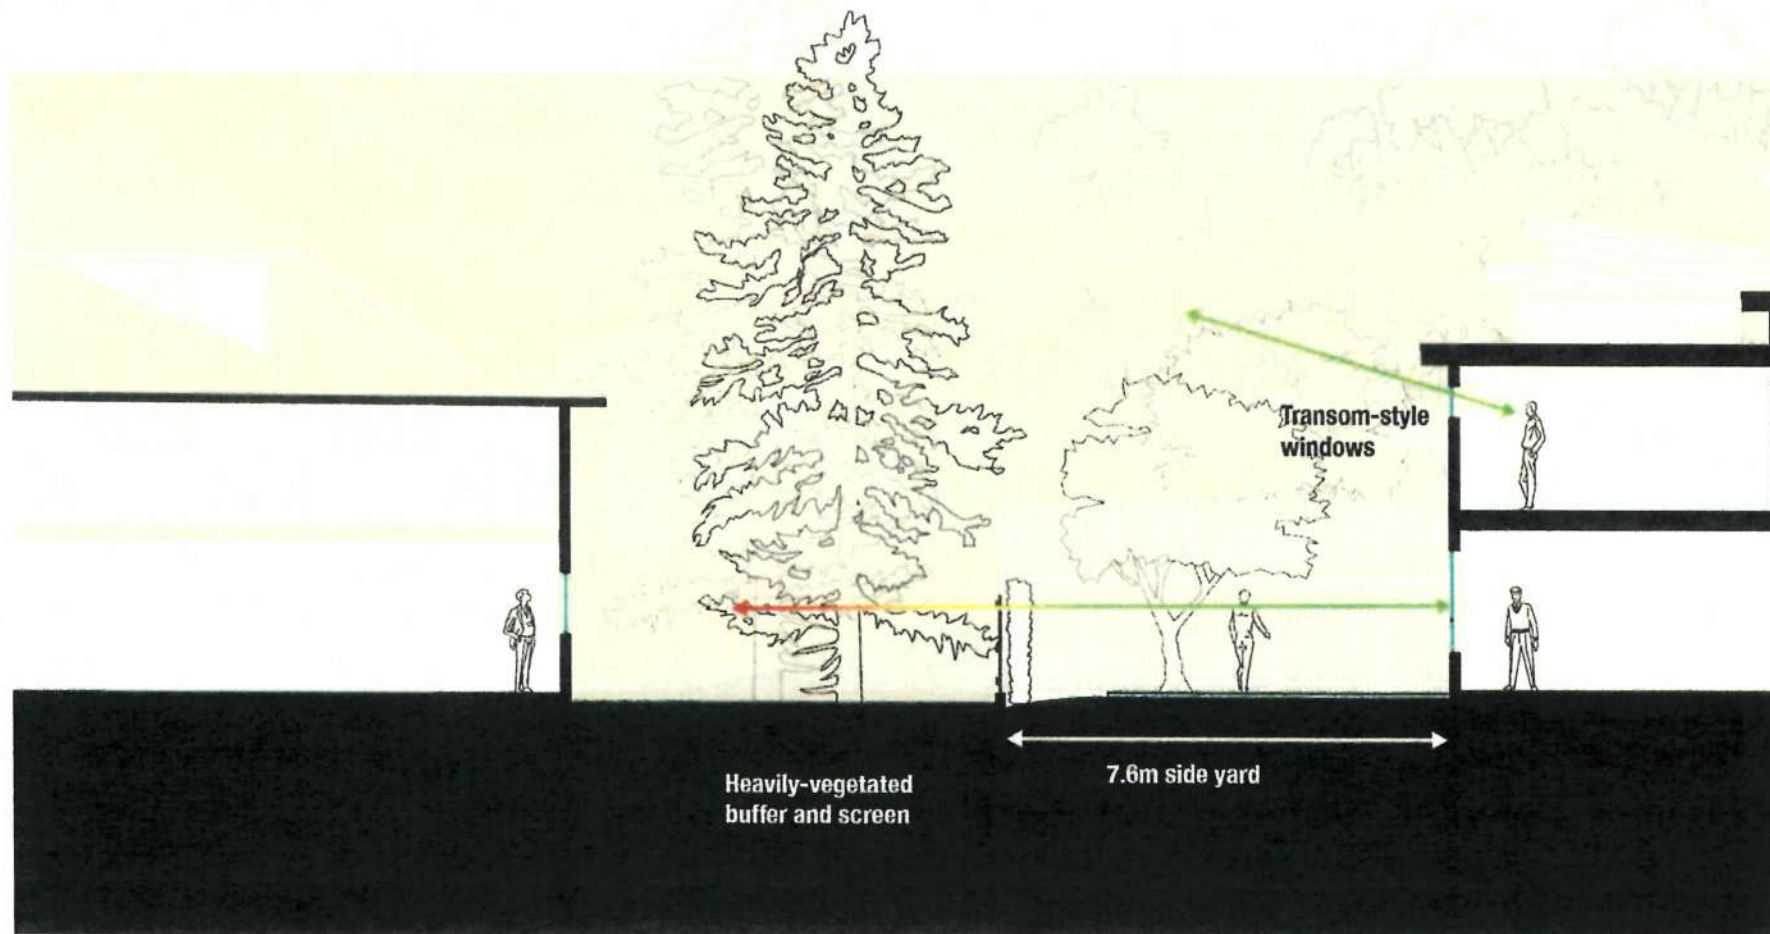 Transom-style
windows
Heavily-vegetated
buffer and screen
7.6m side yard